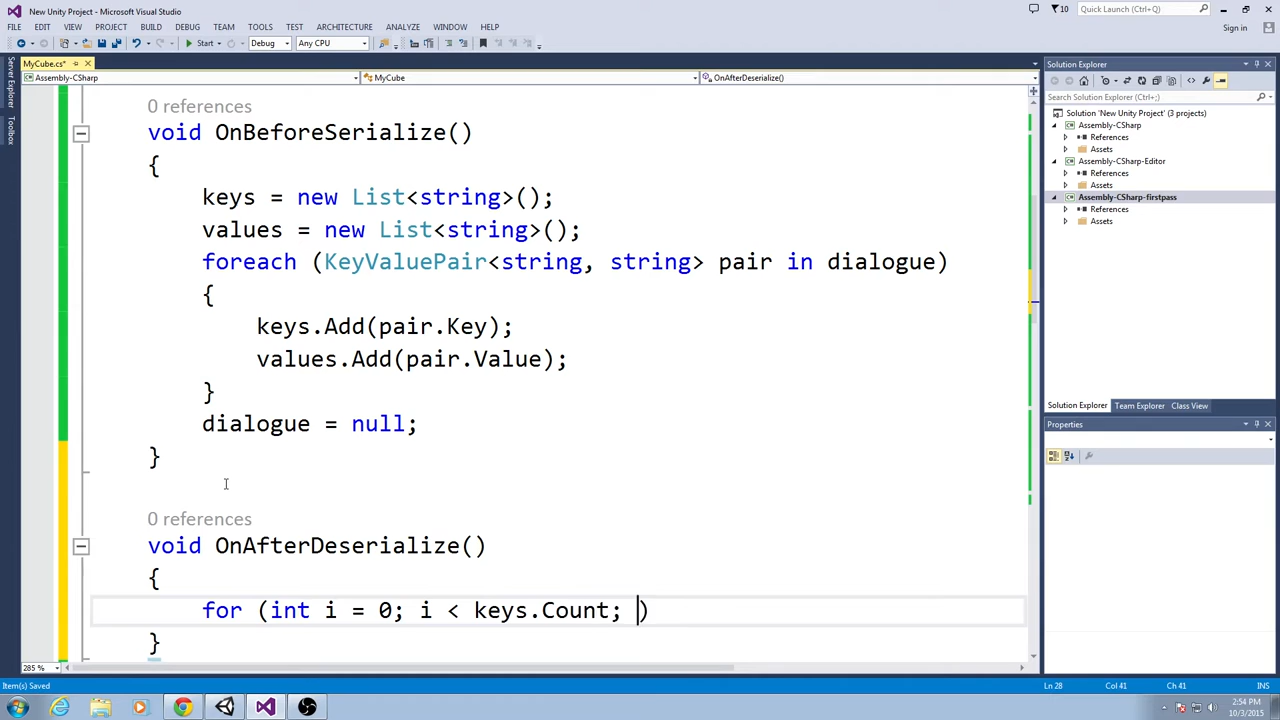 New Unity Project - Microsoft Visual Studio
Quick Launch (Ctrl+Q)
10
FILE EDIT VIEW PROJECT BUILD DEBUG TEAM TOOLS TEST ARCHITECTURE ANALYZE WINDOW HELP
Sign in
Start Debug Any CPU
Server Explorer
Toolbox
MyCube.cs*
Assembly-CSharp MyCube OnAfterDeserialize()
0 references
void OnBeforeSerialize()
{
keys = new List<string>();
values = new List<string>();
foreach (KeyValuePair<string, string> pair in dialogue)
{
keys.Add(pair.Key);
values.Add(pair.Value);
}
dialogue = null;
}
0 references
void OnAfterDeserialize()
{
for (int i = 0; i < keys.Count; )
}
285 %
Solution Explorer
Search Solution Explorer (Ctrl+;)
Solution 'New Unity Project' (3 projects)
Assembly-CSharp
References
Assets
Assembly-CSharp-Editor
References
Assets
Assembly-CSharp-firstpass
References
Assets
Solution Explorer Team Explorer Class View
Properties
Item(s) Saved
Ln 28 Col 41 Ch 41 INS
2:54 PM
10/3/2015